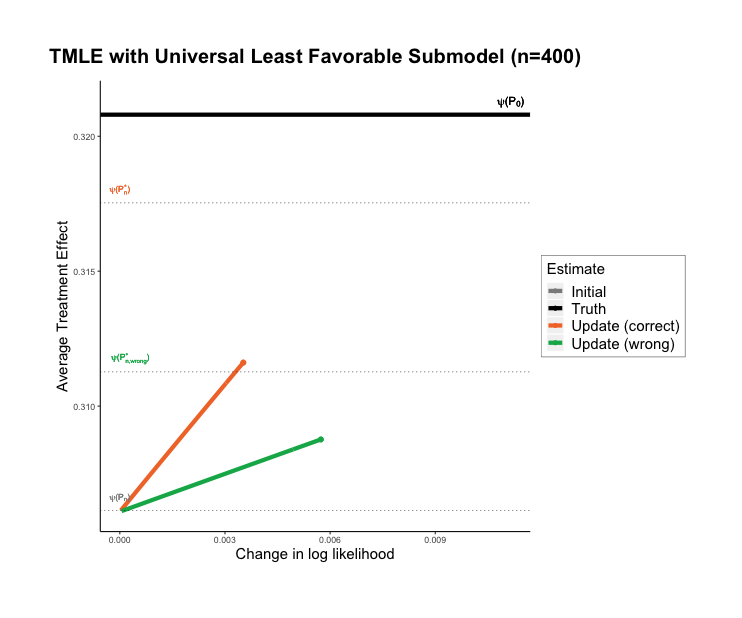 TMLE with Universal Least Favorable Submodel (n=400)
ψ(P₀)
0.320
ψ(Pₙ*)
0.315
Average Treatment Effect
ψ(P*ₙ,wrong)
0.310
ψ(Pₙ)
0.000 0.003 0.006 0.009
Change in log likelihood
Estimate
Initial
Truth
Update (correct)
Update (wrong)